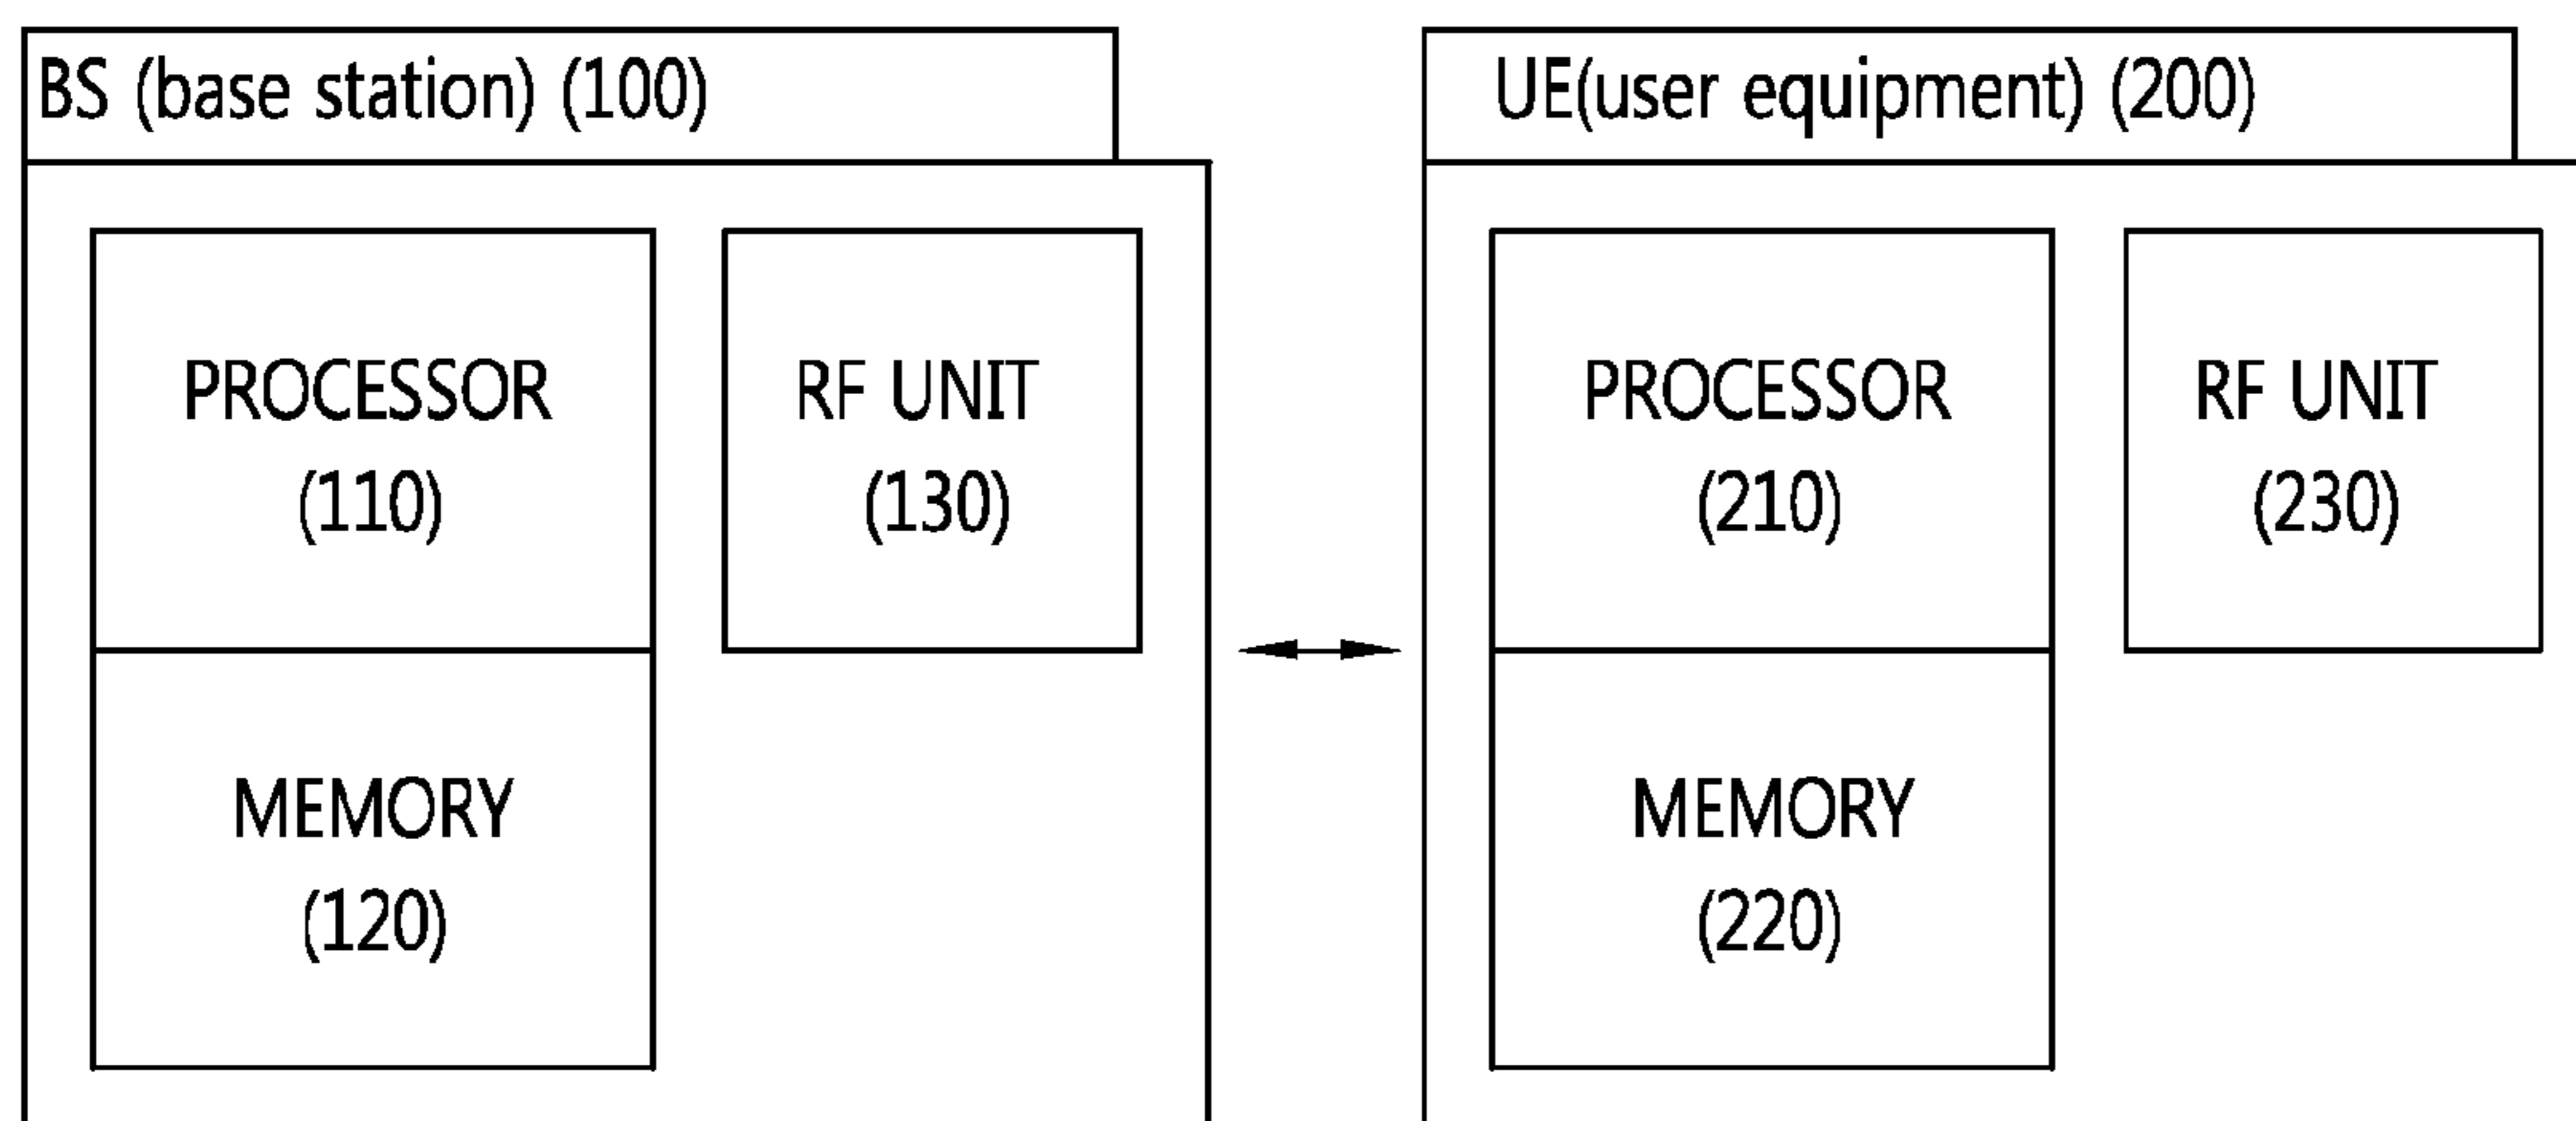 BS (base station) (100)
PROCESSOR
(110)
RF UNIT
(130)
MEMORY
(120)
UE(user equipment) (200)
PROCESSOR
(210)
RF UNIT
(230)
MEMORY
(220)